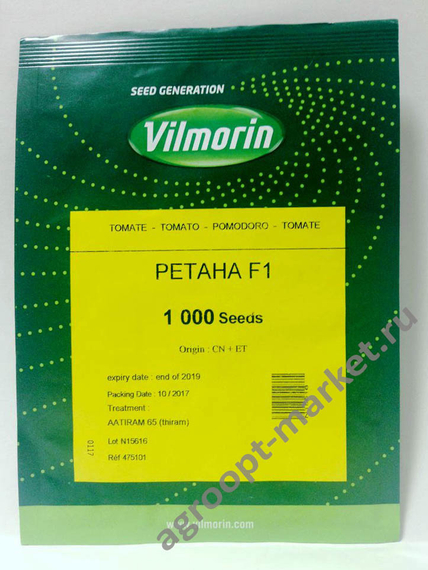 SEED GENERATION
Vilmorin
TOMATE - TOMATO - POMODORO - TOMATE
РЕТАНА F1
1 000 Seeds
Origin : CN + ET
expiry date : end of 2019
Packing Date : 10 / 2017
Treatment :
AATIRAM 65 (thiram)
Lot N15616
Réf 475101
0117
www.vilmorin.com
agroopt-market.ru